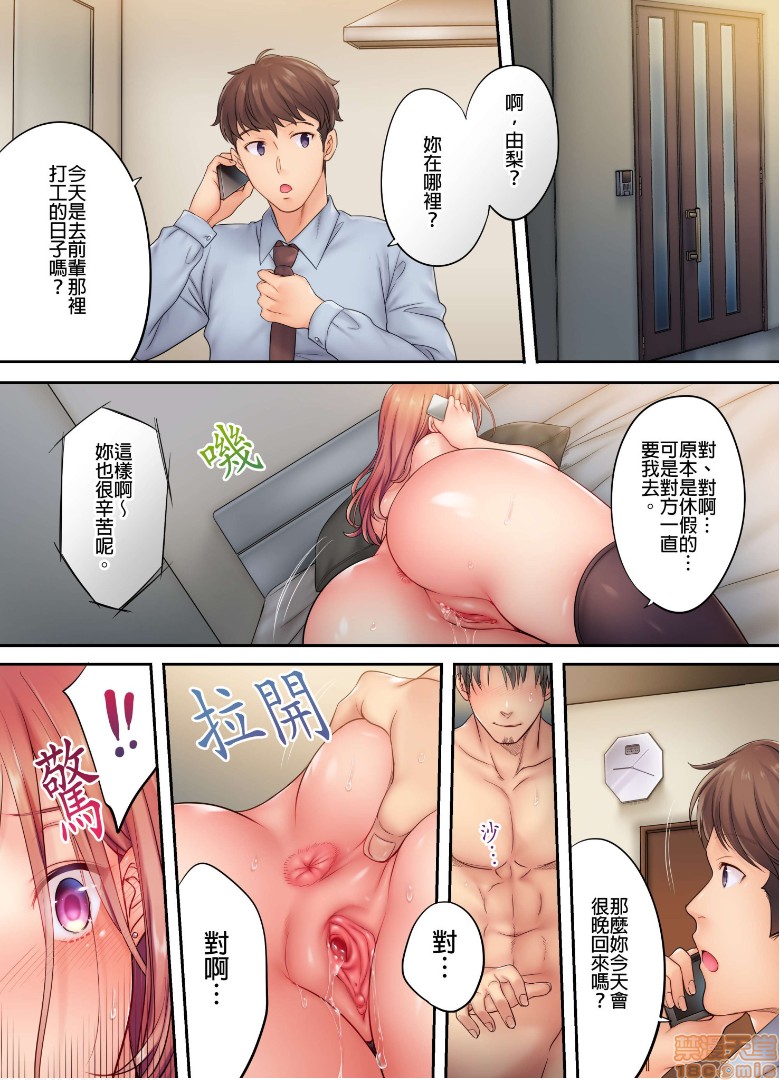 啊，由梨？
妳在哪裡？
今天是去前輩那裡
打工的日子嗎？
對、對啊…
原本是休假的…
可是對方一直
要我去。
嘰
這樣啊～
妳也很辛苦呢。
那麼妳今天會
很晚回來嗎？
沙…
對…
拉開
對啊…
!!
驚
禁漫天堂
18comic